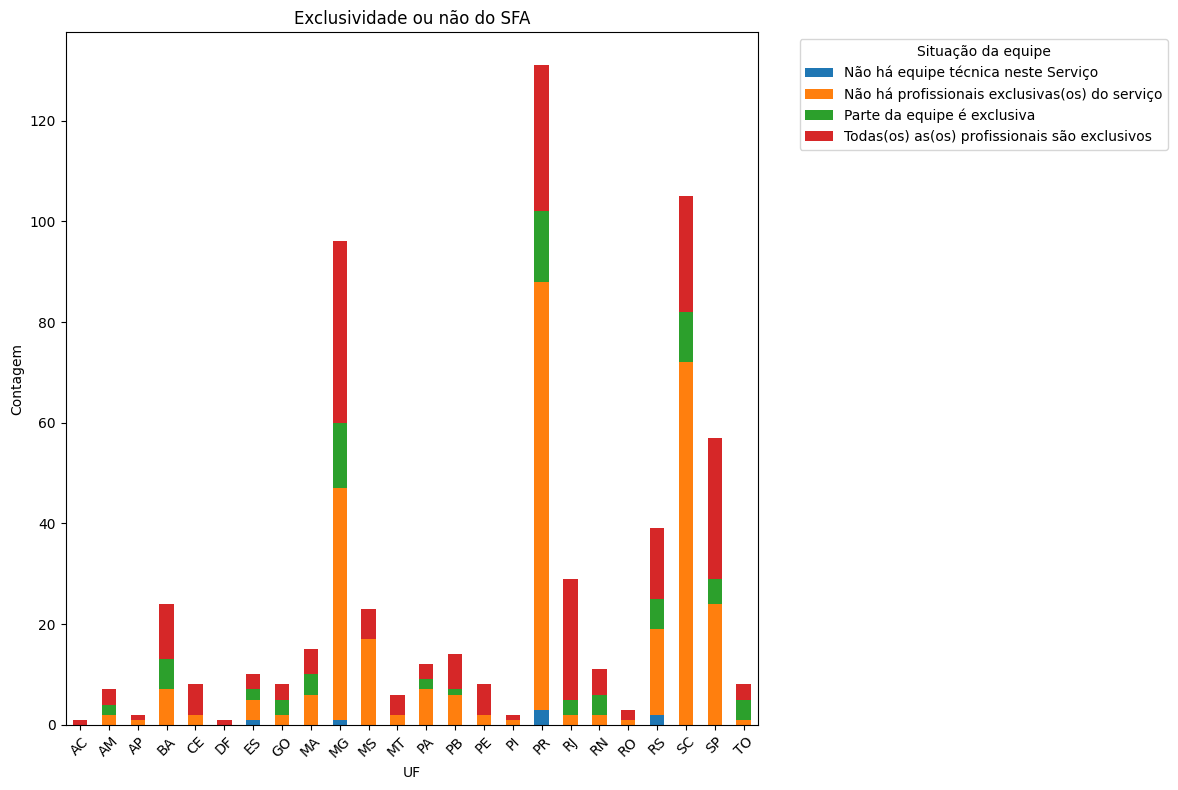 Exclusividade ou não do SFA
Situação da equipe
Não há equipe técnica neste Serviço
Não há profissionais exclusivas(os) do serviço
Parte da equipe é exclusiva
Todas(os) as(os) profissionais são exclusivos
Contagem
120
100
80
60
40
20
0
AC AM AP BA CE DF ES GO MA MG MS MT PA PB PE PI PR RJ RN RO RS SC SP TO
UF